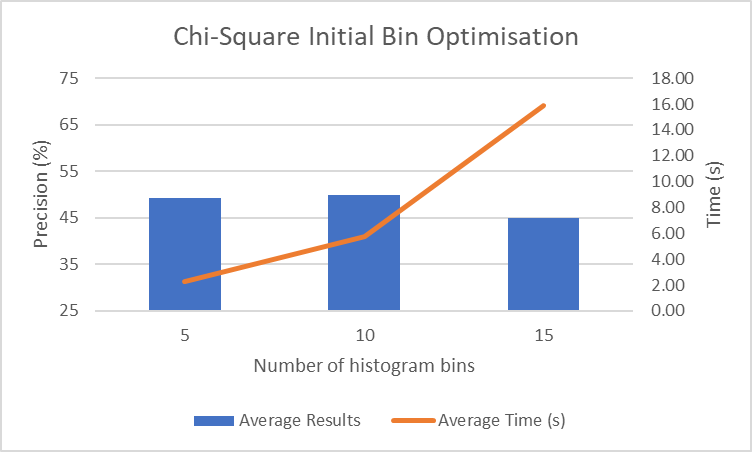 Chi-Square Initial Bin Optimisation
75
65
55
45
35
25
Precision (%)
18.00
16.00
14.00
12.00
10.00
8.00
6.00
4.00
2.00
0.00
Time (s)
5 10 15
Number of histogram bins
Average Results Average Time (s)